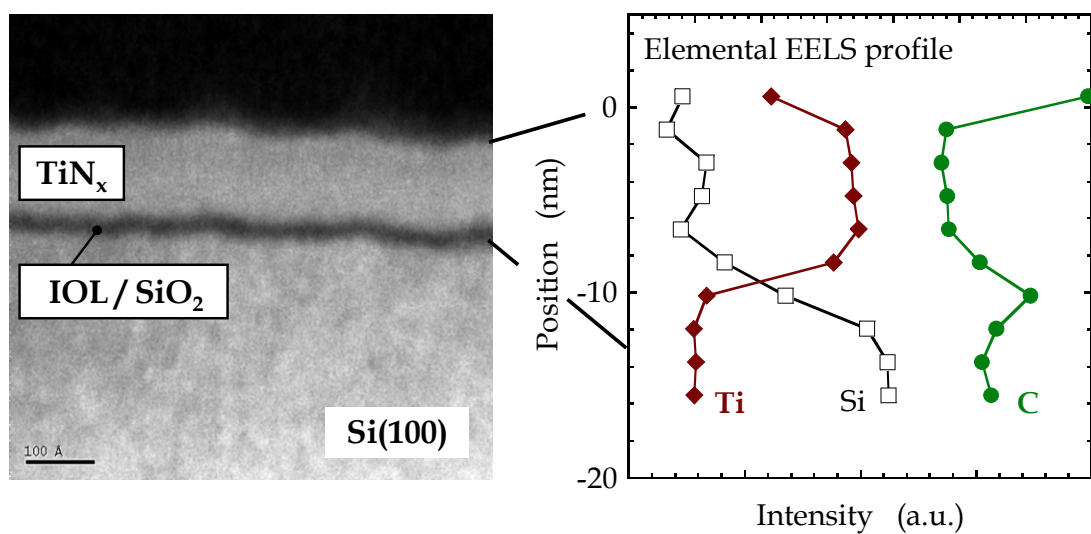 TiNx
IOL / SiO2
Si(100)
100 Å
Elemental EELS profile
0
-10
-20
Position (nm)
Ti
Si
C
Intensity (a.u.)